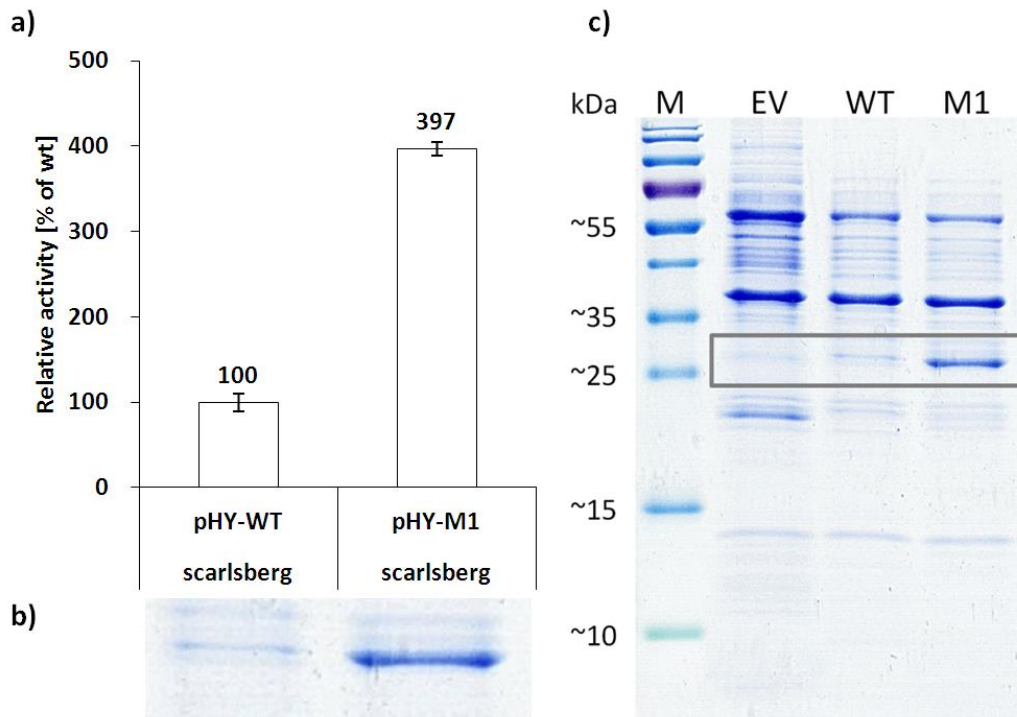 a)
Relative activity [% of wt]
500
400
300
200
100
0
100
397
pHY-WT
pHY-M1
scarlsberg
scarlsberg
b)
c)
kDa M EV WT M1
~55
~35
~25
~15
~10